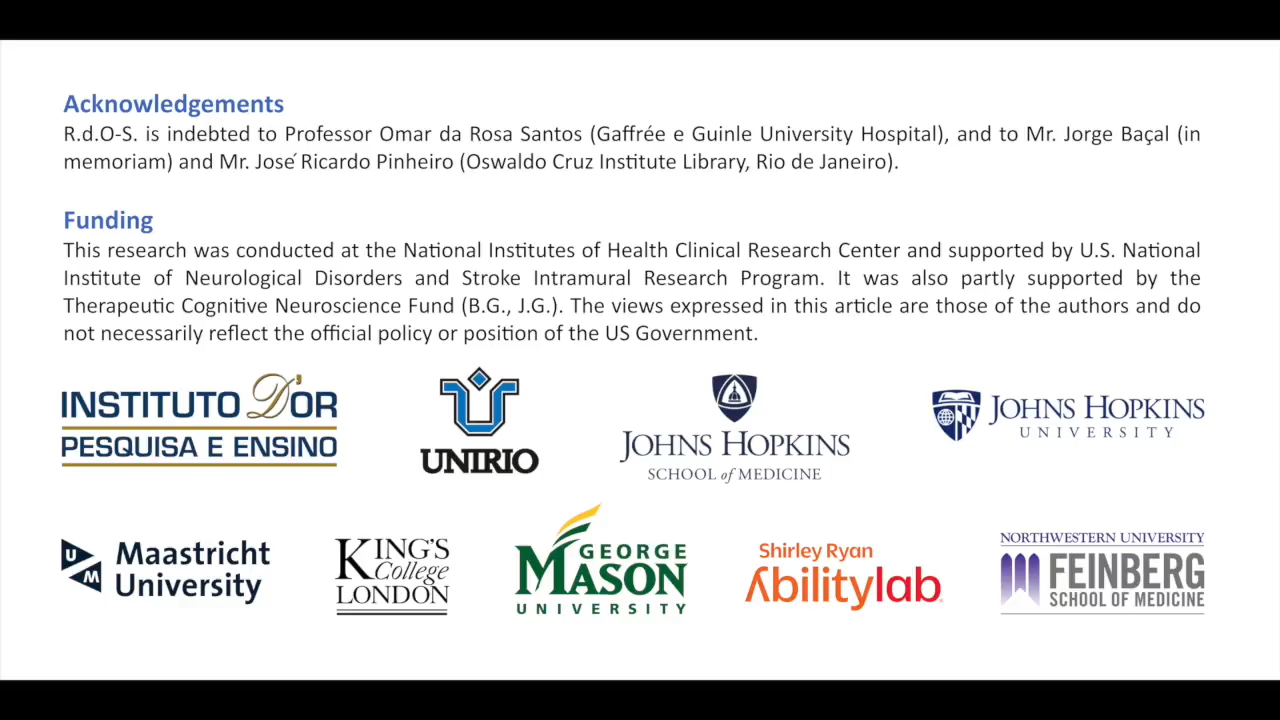 Acknowledgements
R.d.O-S. is indebted to Professor Omar da Rosa Santos (Gaffrée e Guinle University Hospital), and to Mr. Jorge Baçal (in
memoriam) and Mr. José Ricardo Pinheiro (Oswaldo Cruz Institute Library, Rio de Janeiro).
Funding
This research was conducted at the National Institutes of Health Clinical Research Center and supported by U.S. National
Institute of Neurological Disorders and Stroke Intramural Research Program. It was also partly supported by the
Therapeutic Cognitive Neuroscience Fund (B.G., J.G.). The views expressed in this article are those of the authors and do
not necessarily reflect the official policy or position of the US Government.
INSTITUTO D'OR
PESQUISA E ENSINO
UNIRIO
JOHNS HOPKINS
SCHOOL of MEDICINE
JOHNS HOPKINS
UNIVERSITY
UM
Maastricht
University
KING'S
College
LONDON
GEORGE
MASON
UNIVERSITY
Shirley Ryan
Abilitylab
NORTHWESTERN UNIVERSITY
FEINBERG
SCHOOL OF MEDICINE